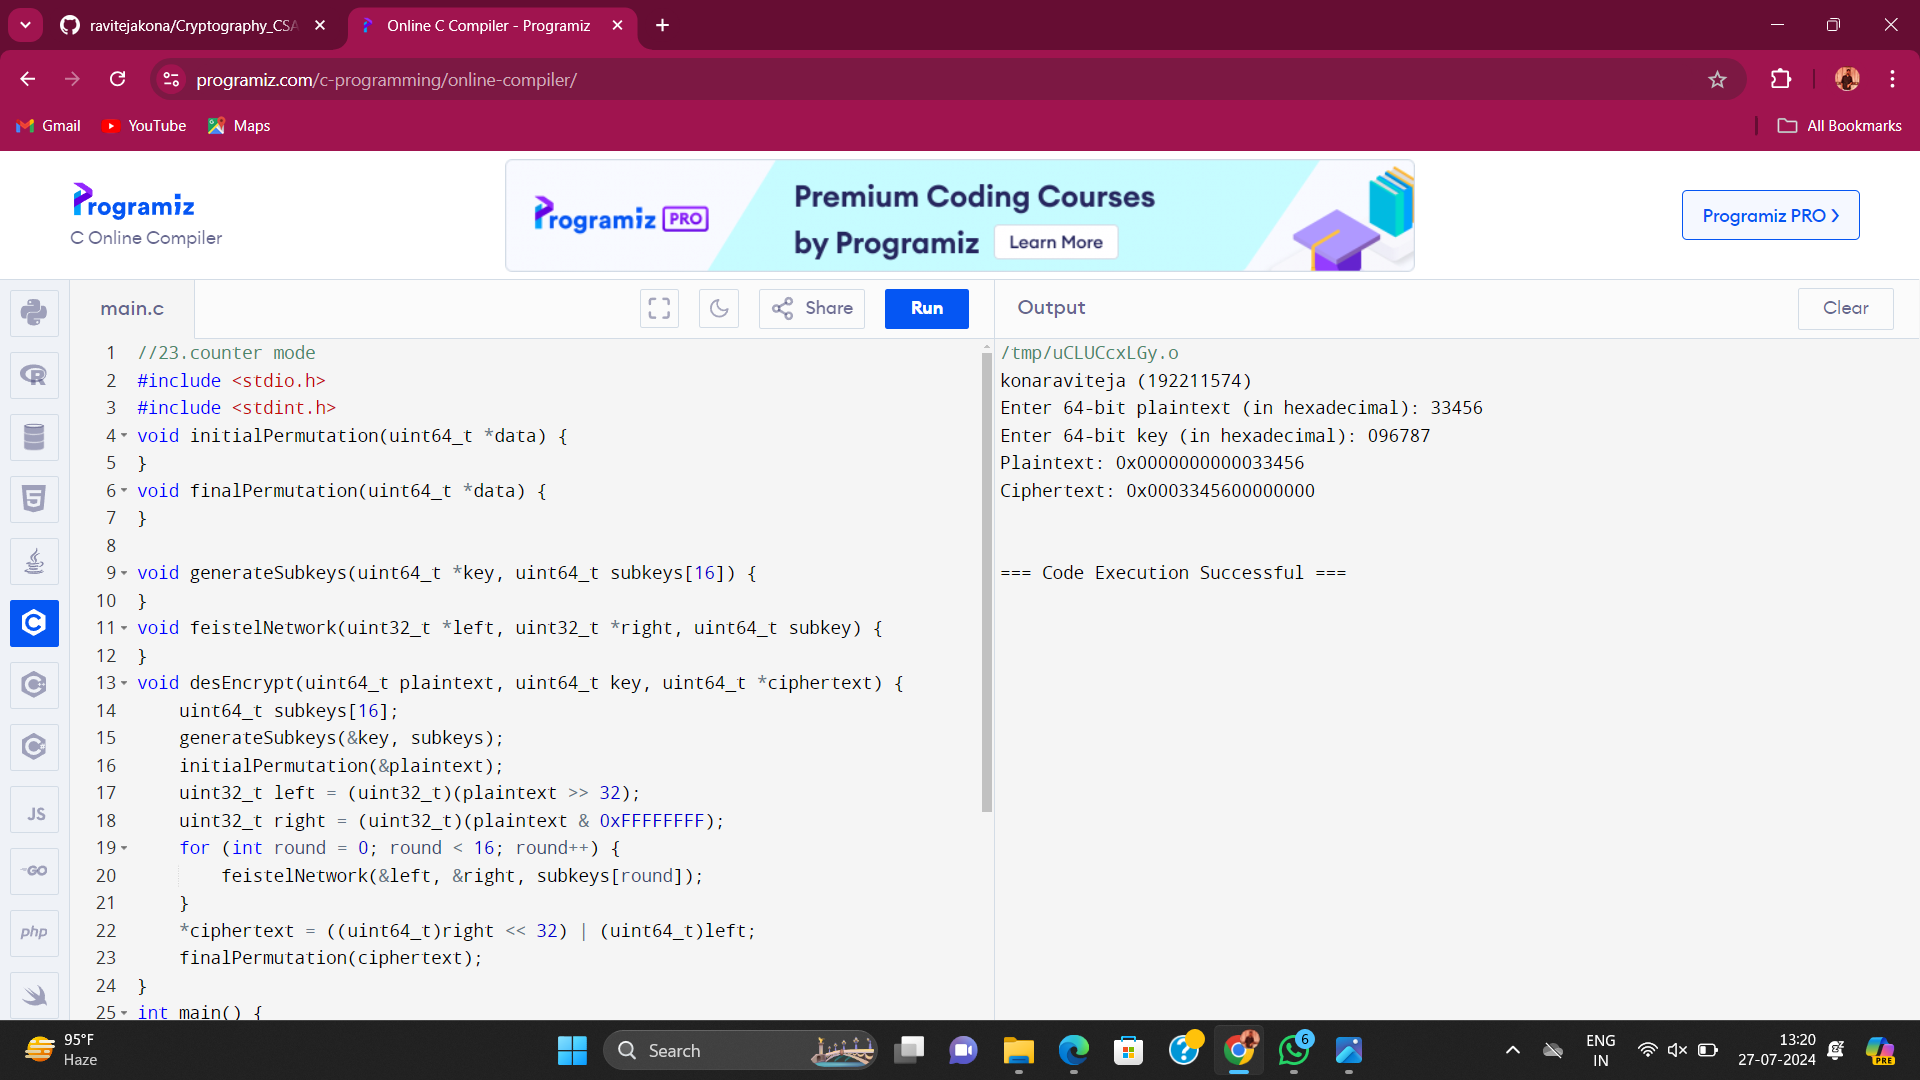 ravitejakona/Cryptography_CSA
Online C Compiler - Programiz
programiz.com/c-programming/online-compiler/
Gmail
YouTube
Maps
All Bookmarks
Programiz
C Online Compiler
Programiz PRO
Premium Coding Courses
by Programiz
Learn More
Programiz PRO ❯
main.c
Share
Run
Output
Clear
1 //23.counter mode
2 #include <stdio.h>
3 #include <stdint.h>
4 void initialPermutation(uint64_t *data) {
5 }
6 void finalPermutation(uint64_t *data) {
7 }
8
9 void generateSubkeys(uint64_t *key, uint64_t subkeys[16]) {
10 }
11 void feistelNetwork(uint32_t *left, uint32_t *right, uint64_t subkey) {
12 }
13 void desEncrypt(uint64_t plaintext, uint64_t key, uint64_t *ciphertext) {
14     uint64_t subkeys[16];
15     generateSubkeys(&key, subkeys);
16     initialPermutation(&plaintext);
17     uint32_t left = (uint32_t)(plaintext >> 32);
18     uint32_t right = (uint32_t)(plaintext & 0xFFFFFFFF);
19     for (int round = 0; round < 16; round++) {
20         feistelNetwork(&left, &right, subkeys[round]);
21     }
22     *ciphertext = ((uint64_t)right << 32) | (uint64_t)left;
23     finalPermutation(ciphertext);
24 }
25 int main() {
/tmp/uCLUCcxLGy.o
konaraviteja (192211574)
Enter 64-bit plaintext (in hexadecimal): 33456
Enter 64-bit key (in hexadecimal): 096787
Plaintext: 0x0000000000033456
Ciphertext: 0x0003345600000000
=== Code Execution Successful ===
R
5
C
JS
GO
php
95°F
Haze
Search
6
ENG
IN
13:20
27-07-2024
PRE